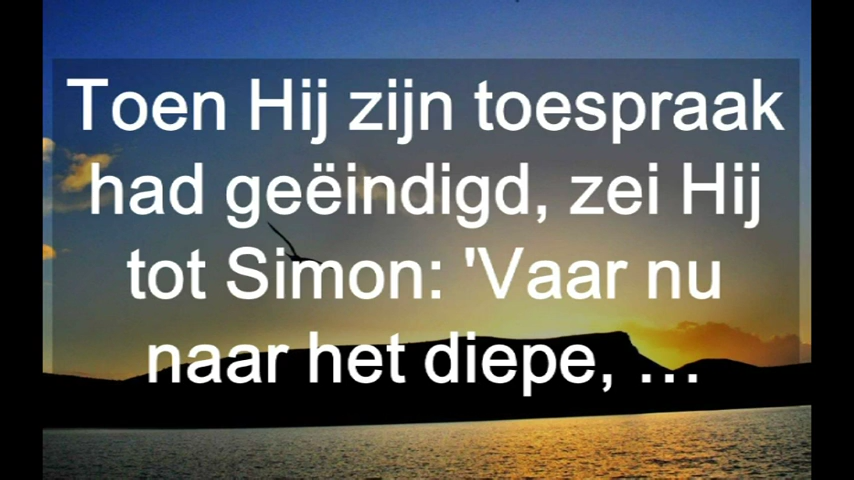 Toen Hij zijn toespraak
had geëindigd, zei Hij
tot Simon: 'Vaar nu
naar het diepe, ...